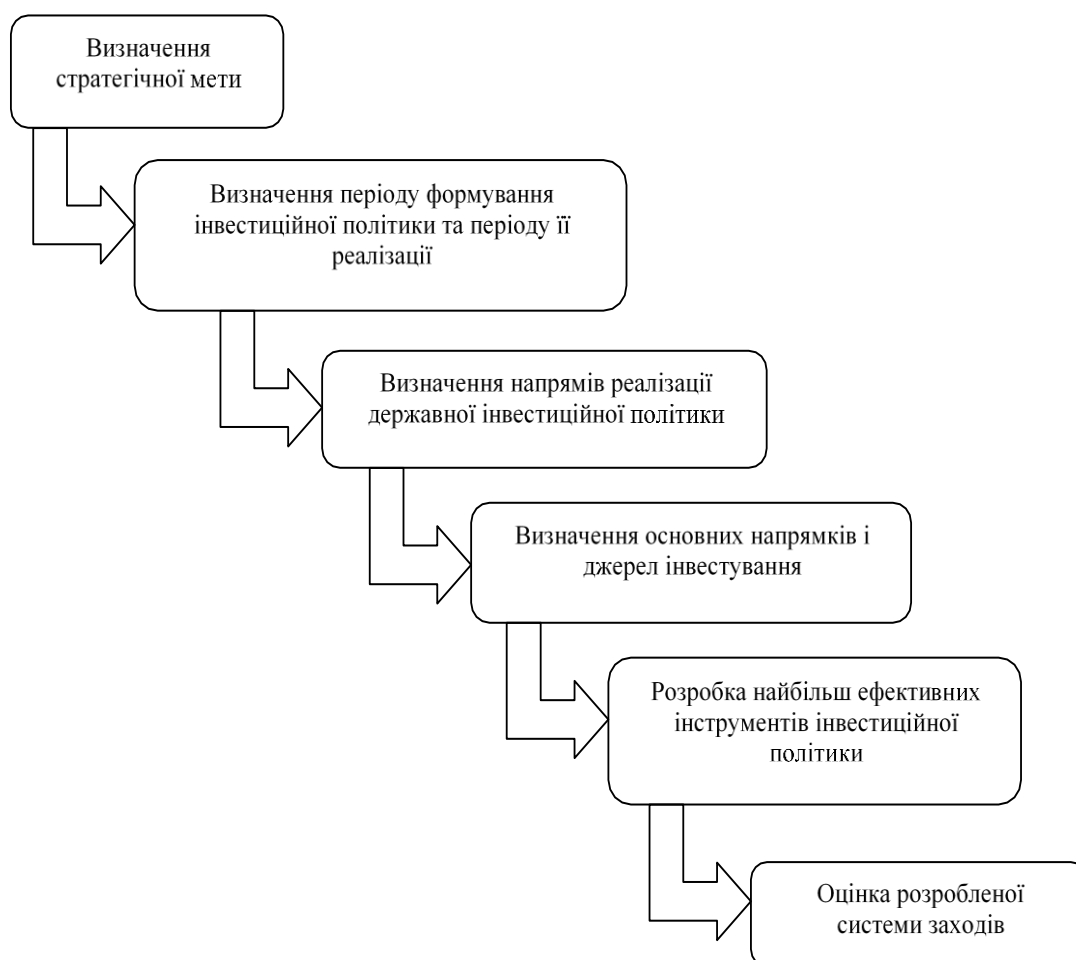 Визначення
стратегічної мети
Визначення періоду формування
інвестиційної політики та періоду її
реалізації
Визначення напрямів реалізації
державної інвестиційної політики
Визначення основних напрямків і
джерел інвестування
Розробка найбільш ефективних
інструментів інвестиційної
політики
Оцінка розробленої
системи заходів